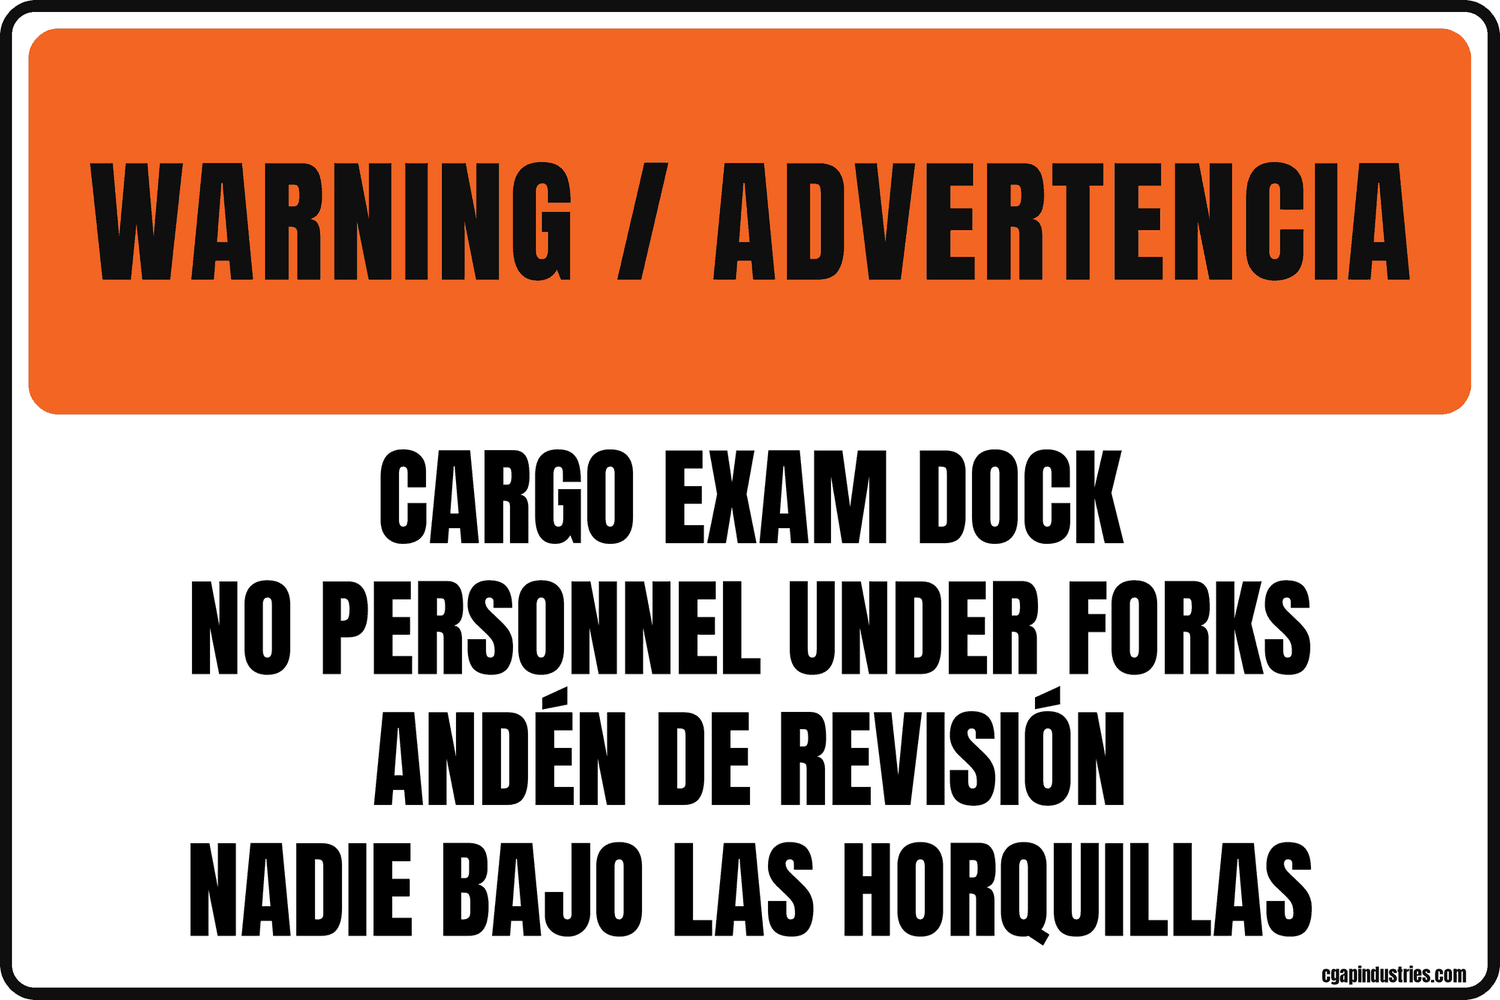 WARNING / ADVERTENCIA
CARGO EXAM DOCK
NO PERSONNEL UNDER FORKS
ANDÉN DE REVISIÓN
NADIE BAJO LAS HORQUILLAS
cgapindustries.com